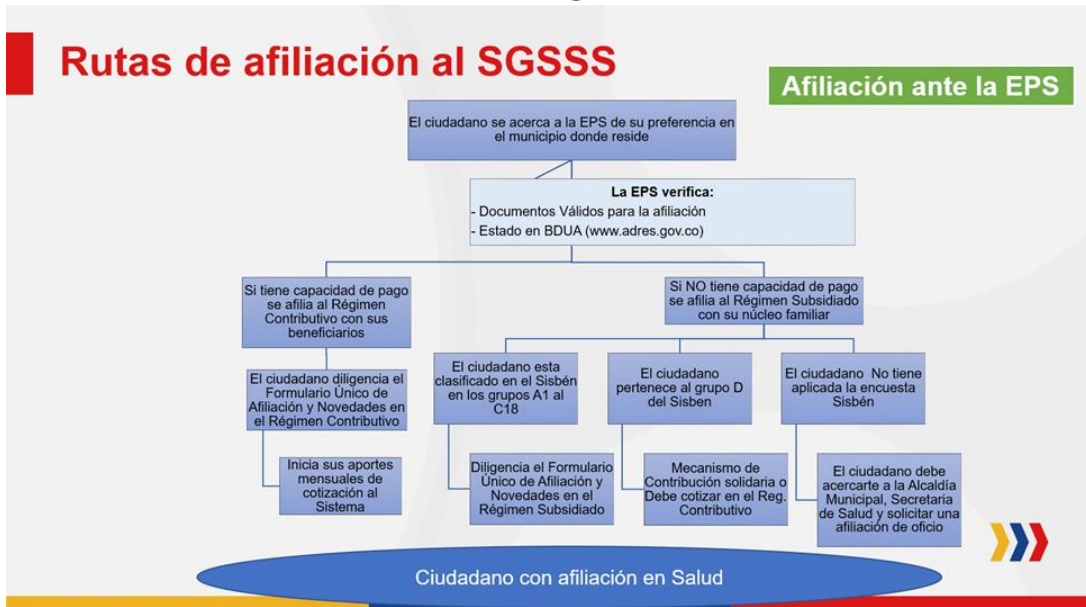 Rutas de afiliación al SGSSS
Afiliación ante la EPS
El ciudadano se acerca a la EPS de su preferencia en
el municipio donde reside
La EPS verifica:
- Documentos Válidos para la afiliación
- Estado en BDUA (www.adres.gov.co)
Si tiene capacidad de pago
se afilia al Régimen
Contributivo con sus
beneficiarios
Si NO tiene capacidad de pago
se afilia al Régimen Subsidiado
con su núcleo familiar
El ciudadano diligencia el
Formulario Único de
Afiliación y Novedades en
el Régimen Contributivo
El ciudadano esta
clasificado en el Sisbén
en los grupos A1 al
C18
El ciudadano
pertenece al grupo D
del Sisben
El ciudadano No tiene
aplicada la encuesta
Sisbén
Inicia sus aportes
mensuales de
cotización al
Sistema
Diligencia el Formulario
Único de Afiliación y
Novedades en el
Régimen Subsidiado
Mecanismo de
Contribución solidaria o
Debe cotizar en el Reg.
Contributivo
El ciudadano debe
acercarte a la Alcaldía
Municipal, Secretaria
de Salud y solicitar una
afiliación de oficio
Ciudadano con afiliación en Salud